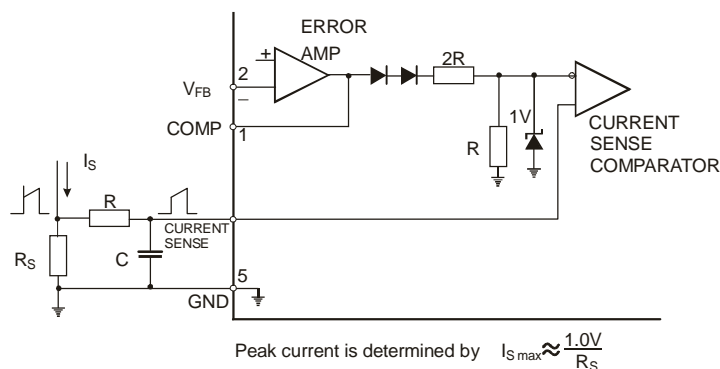 ERROR
AMP
+
2R
2
V_FB
−
COMP
1
1V
R
CURRENT
SENSE
COMPARATOR
I_S
R
CURRENT
SENSE
R_S
C
5
GND
Peak current is determined by I_S max ≈ 1.0V / R_S